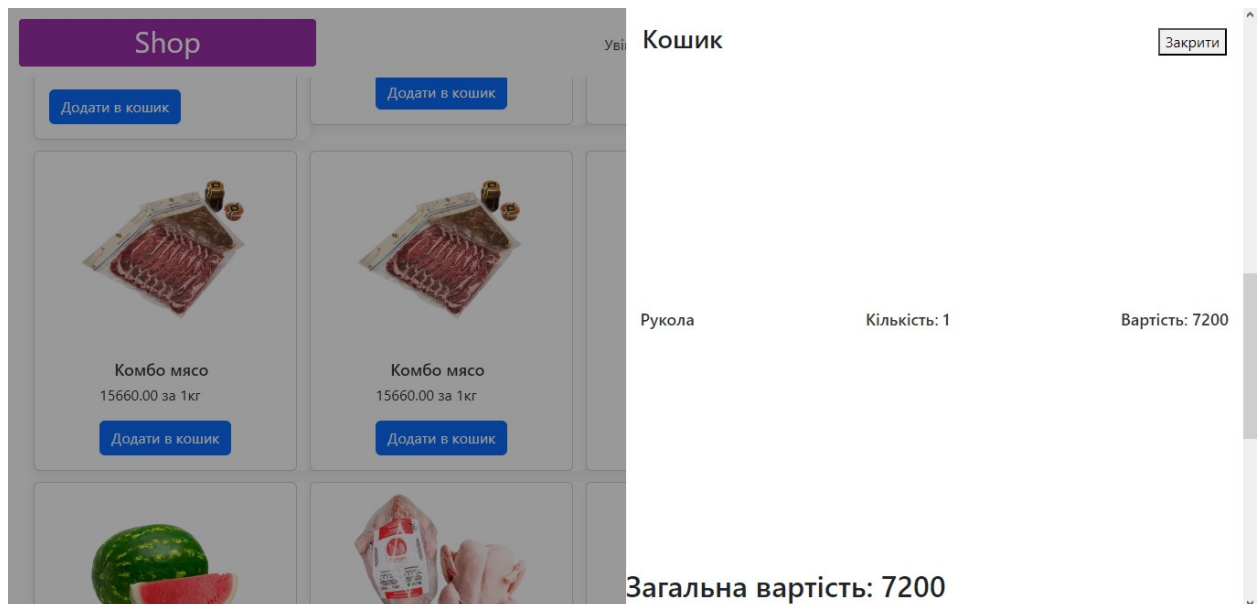 Shop
Уві
Додати в кошик
Додати в кошик
Комбо мясо
15660.00 за 1кг
Додати в кошик
Комбо мясо
15660.00 за 1кг
Додати в кошик
Кошик
Закрити
Рукола Кількість: 1 Вартість: 7200
Загальна вартість: 7200